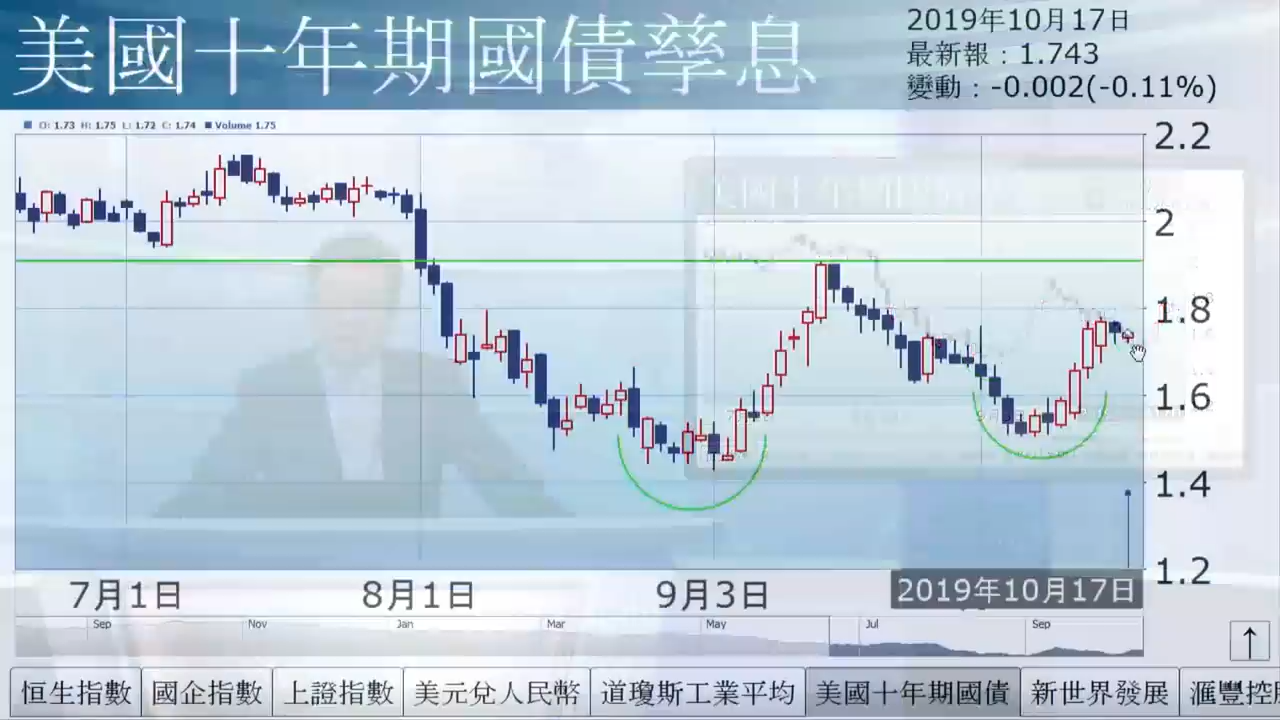 美國十年期國債孳息
2019年10月17日
最新報：1.743
變動：-0.002(-0.11%)
O: 1.73 H: 1.75 L: 1.72 C: 1.74 Volume 1.75
2.2
2
1.8
1.6
1.4
1.2
7月1日 8月1日 9月3日 2019年10月17日
Sep Nov Jan Mar May Jul Sep
↑
恒生指數 國企指數 上證指數 美元兌人民幣 道瓊斯工業平均 美國十年期國債 新世界發展 滙豐控